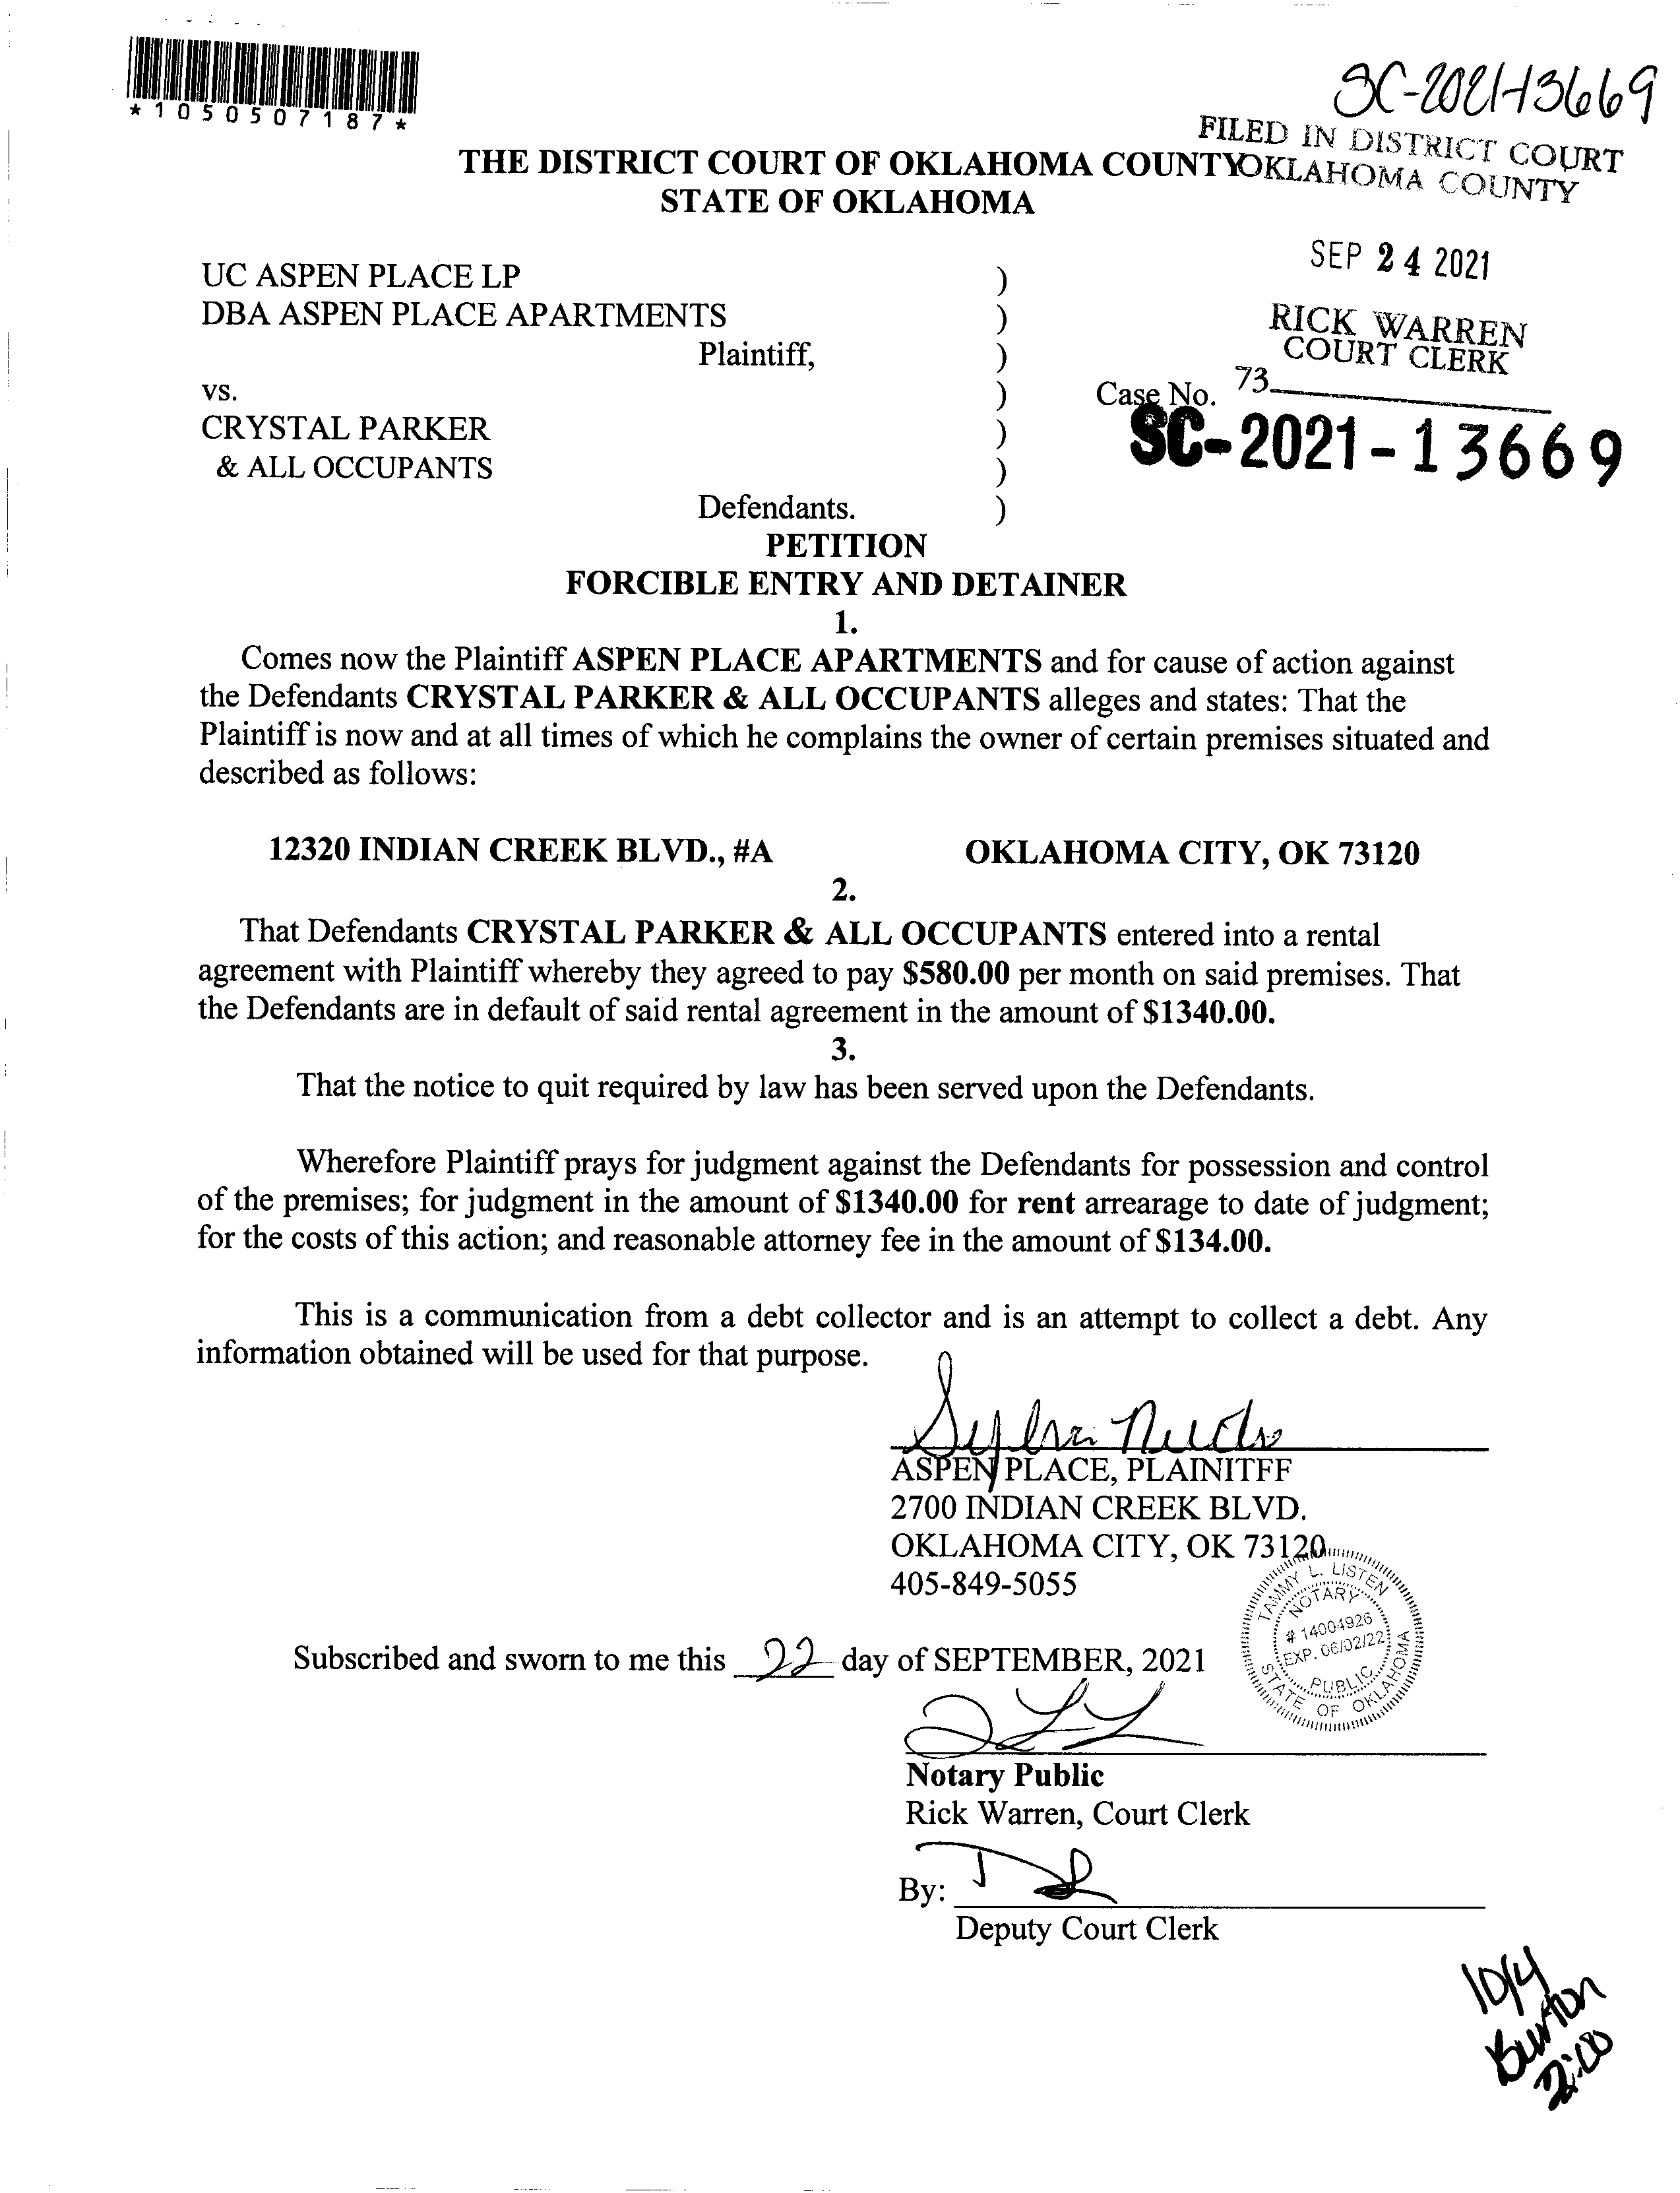 *1050507187*
SC-2021-13669
FILED IN DISTRICT COURT
OKLAHOMA COUNTY
THE DISTRICT COURT OF OKLAHOMA COUNTY
STATE OF OKLAHOMA
SEP 24 2021
RICK WARREN
COURT CLERK
73
UC ASPEN PLACE LP )
DBA ASPEN PLACE APARTMENTS )
Plaintiff, )
vs. ) Case No.
SC-2021-13669
CRYSTAL PARKER )
& ALL OCCUPANTS )
Defendants. )
PETITION
FORCIBLE ENTRY AND DETAINER
1.
Comes now the Plaintiff ASPEN PLACE APARTMENTS and for cause of action against
the Defendants CRYSTAL PARKER & ALL OCCUPANTS alleges and states: That the
Plaintiff is now and at all times of which he complains the owner of certain premises situated and
described as follows:
12320 INDIAN CREEK BLVD., #A OKLAHOMA CITY, OK 73120
2.
That Defendants CRYSTAL PARKER & ALL OCCUPANTS entered into a rental
agreement with Plaintiff whereby they agreed to pay $580.00 per month on said premises. That
the Defendants are in default of said rental agreement in the amount of $1340.00.
3.
That the notice to quit required by law has been served upon the Defendants.
Wherefore Plaintiff prays for judgment against the Defendants for possession and control
of the premises; for judgment in the amount of $1340.00 for rent arrearage to date of judgment;
for the costs of this action; and reasonable attorney fee in the amount of $134.00.
This is a communication from a debt collector and is an attempt to collect a debt. Any
information obtained will be used for that purpose.
ASPEN PLACE, PLAINITFF
2700 INDIAN CREEK BLVD.
OKLAHOMA CITY, OK 73120
405-849-5055
TAMMY L. LISTEN
NOTARY
# 14004926
EXP. 06/02/22
PUBLIC
STATE OF OKLAHOMA
Subscribed and sworn to me this 22 day of SEPTEMBER, 2021
Notary Public
Rick Warren, Court Clerk
By:
Deputy Court Clerk
10/4
Burton
2:00